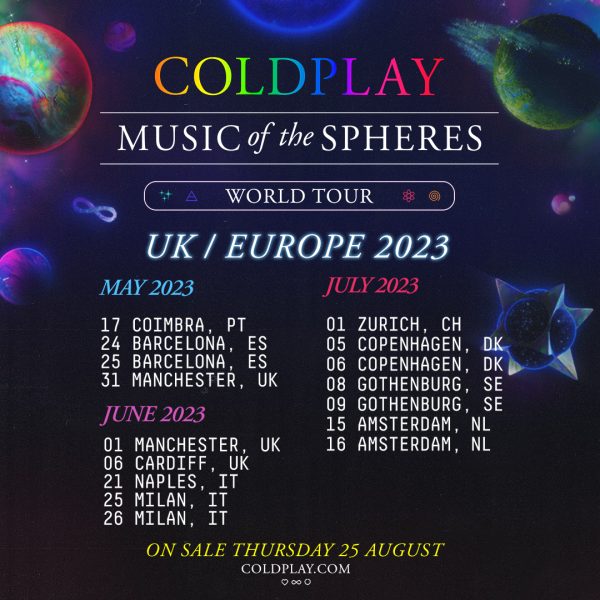 COLDPLAY
MUSIC of the SPHERES
WORLD TOUR
UK / EUROPE 2023
MAY 2023
17 COIMBRA, PT
24 BARCELONA, ES
25 BARCELONA, ES
31 MANCHESTER, UK
JUNE 2023
01 MANCHESTER, UK
06 CARDIFF, UK
21 NAPLES, IT
25 MILAN, IT
26 MILAN, IT
JULY 2023
01 ZURICH, CH
05 COPENHAGEN, DK
06 COPENHAGEN, DK
08 GOTHENBURG, SE
09 GOTHENBURG, SE
15 AMSTERDAM, NL
16 AMSTERDAM, NL
ON SALE THURSDAY 25 AUGUST
COLDPLAY.COM